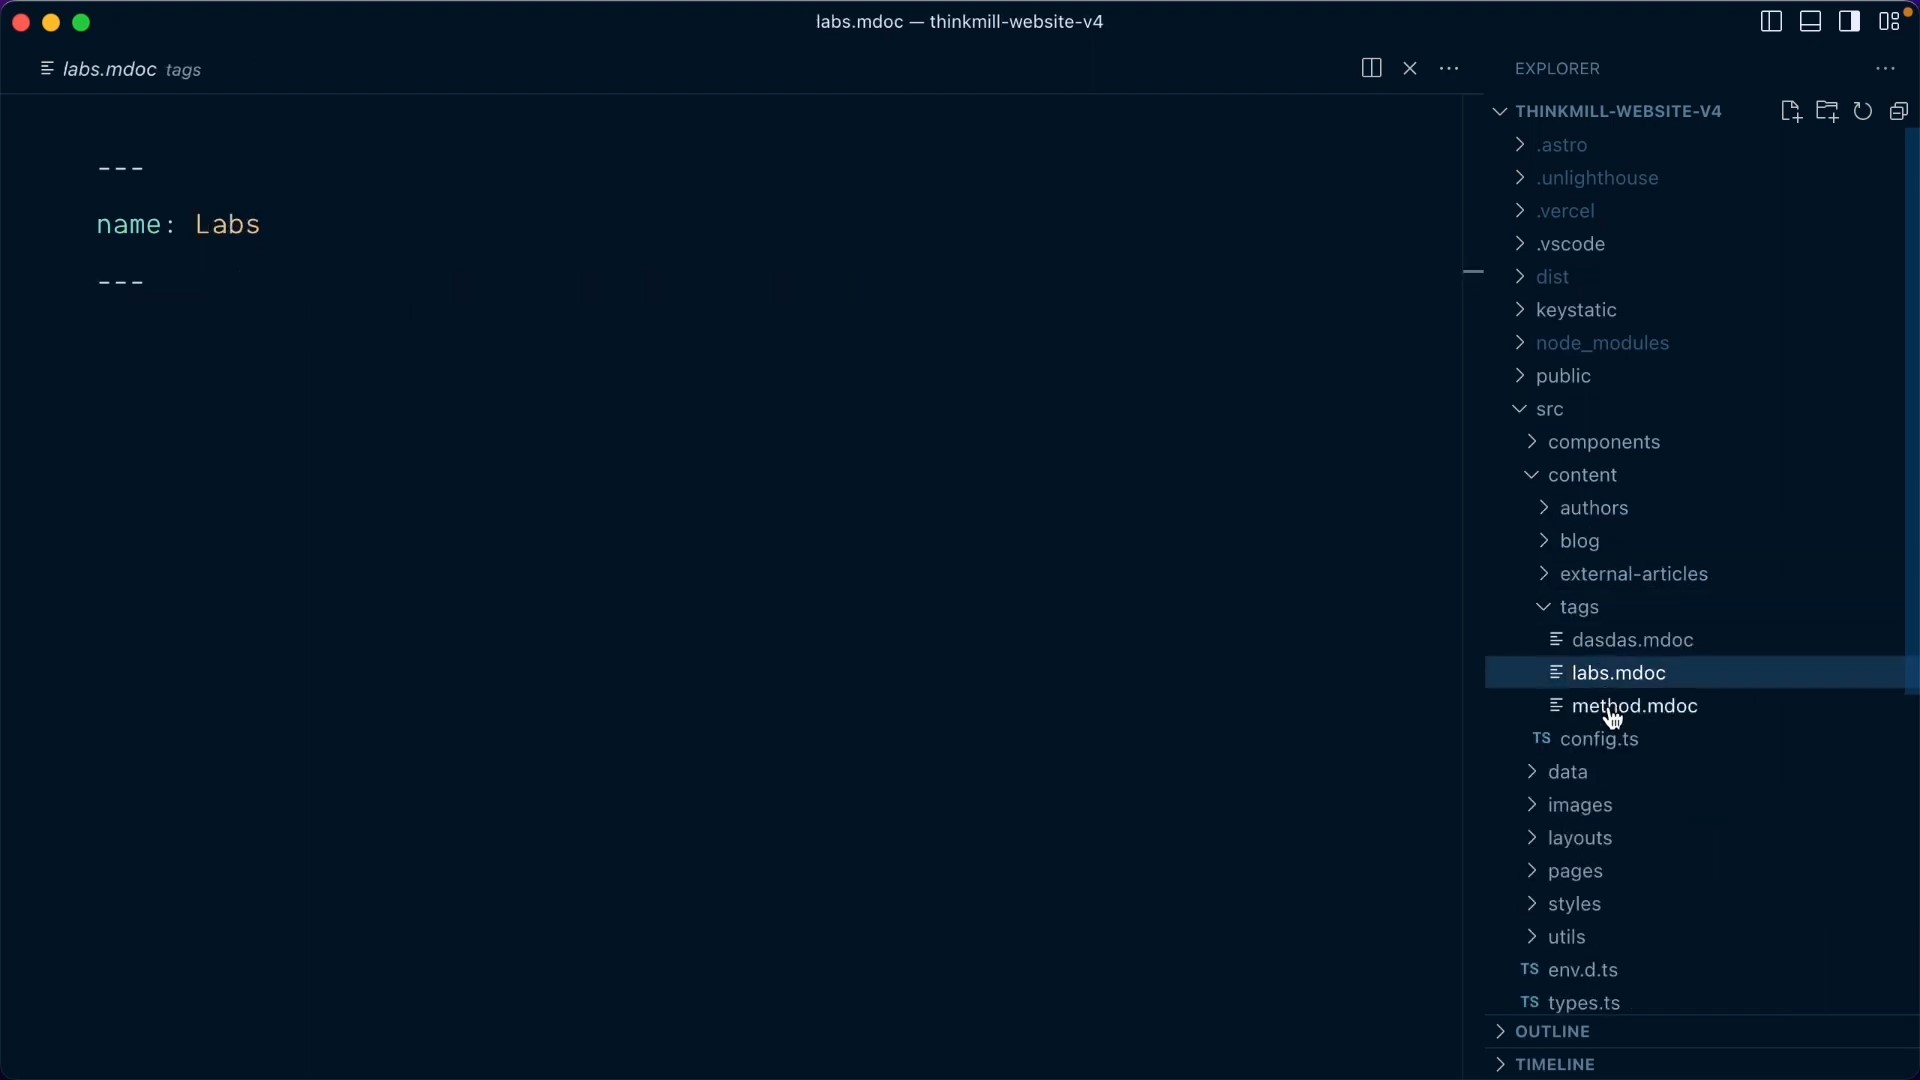 labs.mdoc — thinkmill-website-v4
labs.mdoc tags
---
name: Labs
---
EXPLORER
THINKMILL-WEBSITE-V4
.astro
.unlighthouse
.vercel
.vscode
dist
keystatic
node_modules
public
src
components
content
authors
blog
external-articles
tags
dasdas.mdoc
labs.mdoc
method.mdoc
TS config.ts
data
images
layouts
pages
styles
utils
TS env.d.ts
TS types.ts
OUTLINE
TIMELINE